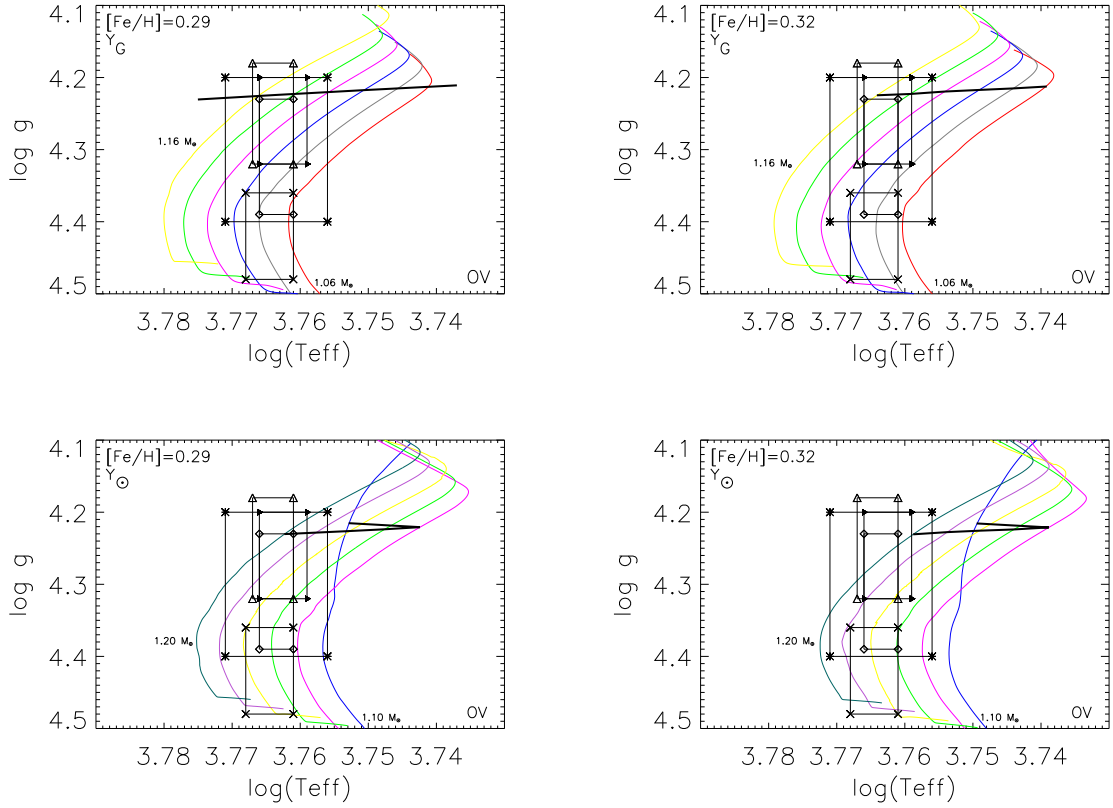 [Fe/H]=0.29
Y_G
4.1
4.2
4.3
4.4
4.5
log g
1.16 M⊛
1.06 M⊛
OV
3.78 3.77 3.76 3.75 3.74
log(Teff)
[Fe/H]=0.32
Y_G
4.1
4.2
4.3
4.4
4.5
log g
1.16 M⊛
1.06 M⊛
OV
3.78 3.77 3.76 3.75 3.74
log(Teff)
[Fe/H]=0.29
Y_⊙
4.1
4.2
4.3
4.4
4.5
log g
1.20 M⊛
1.10 M⊛
OV
3.78 3.77 3.76 3.75 3.74
log(Teff)
[Fe/H]=0.32
Y_⊙
4.1
4.2
4.3
4.4
4.5
log g
1.20 M⊛
1.10 M⊛
OV
3.78 3.77 3.76 3.75 3.74
log(Teff)